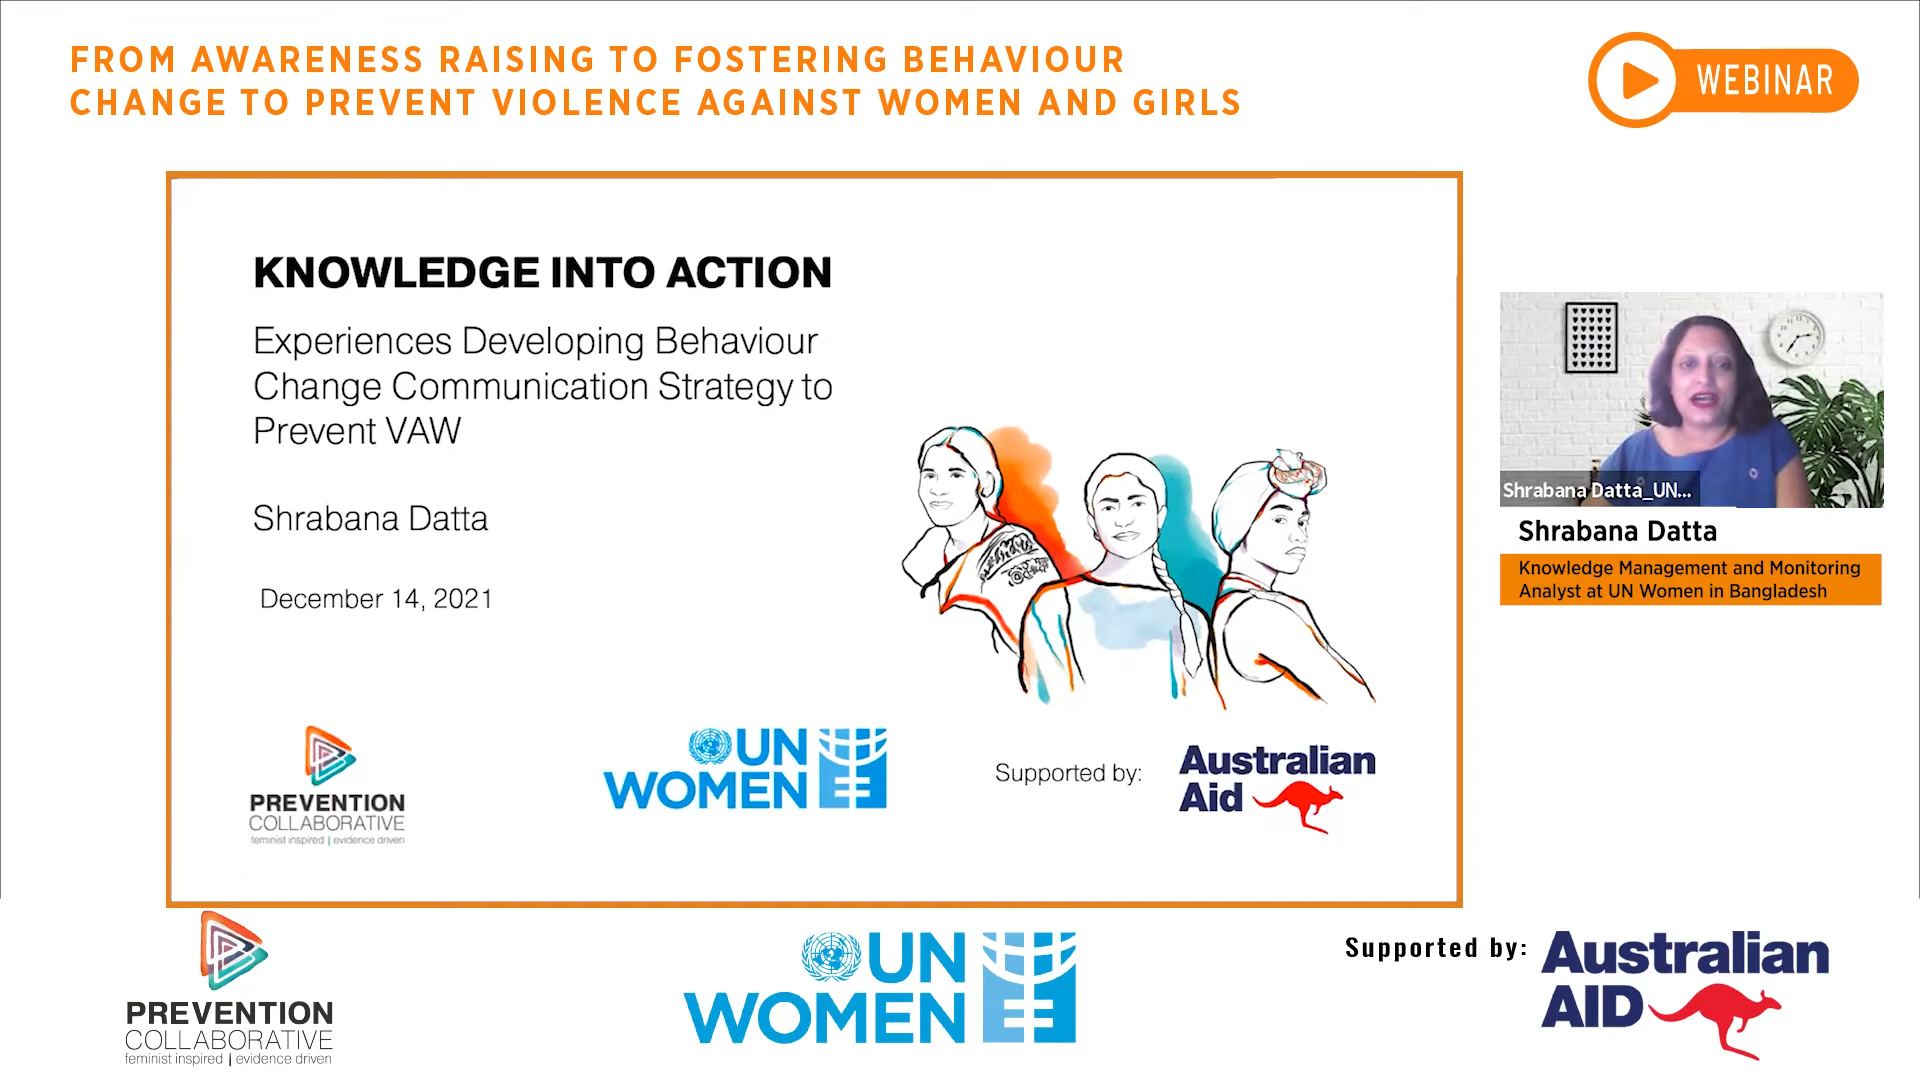 FROM AWARENESS RAISING TO FOSTERING BEHAVIOUR
CHANGE TO PREVENT VIOLENCE AGAINST WOMEN AND GIRLS
WEBINAR
KNOWLEDGE INTO ACTION
Experiences Developing Behaviour
Change Communication Strategy to
Prevent VAW
Shrabana Datta
December 14, 2021
PREVENTION
COLLABORATIVE
feminist inspired | evidence driven
UN
WOMEN
Supported by:
Australian
Aid
Shrabana Datta_UN...
Shrabana Datta
Knowledge Management and Monitoring
Analyst at UN Women in Bangladesh
PREVENTION
COLLABORATIVE
feminist inspired | evidence driven
UN
WOMEN
Supported by:
Australian
AID